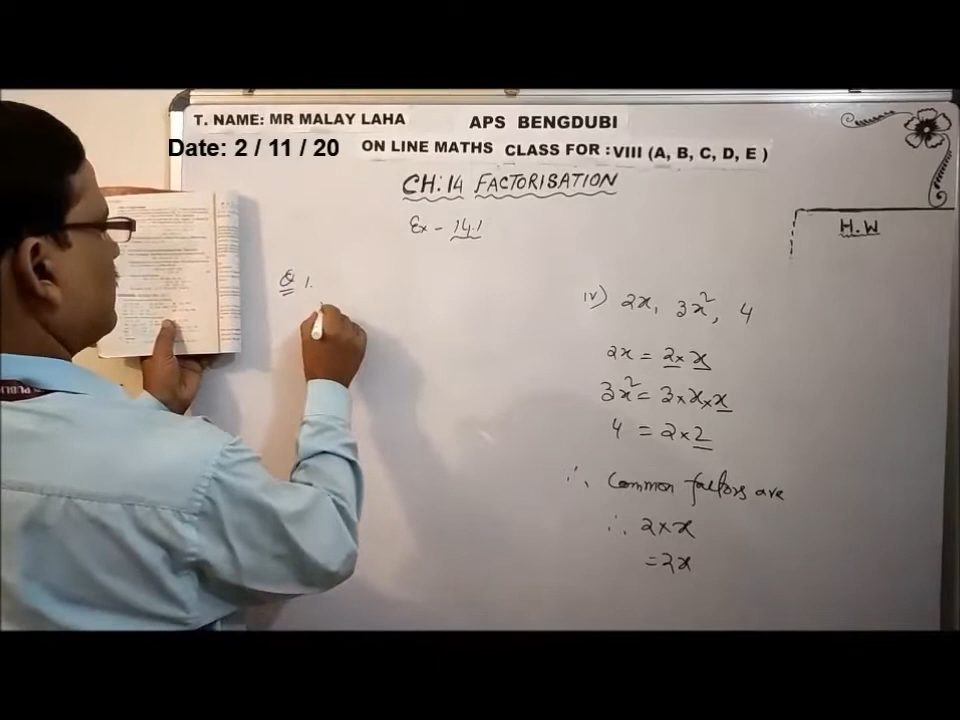 T. NAME: MR MALAY LAHA
APS BENGDUBI
Date: 2 / 11 / 20
ON LINE MATHS CLASS FOR : VIII (A, B, C, D, E )
CH: 14 FACTORISATION
Ex - 14.1
H.W
Q 1.
iv) 2x, 3x², 4
2x = 2 × x
3x² = 3 × x × x
4 = 2 × 2
∴ Common factors are
∴ 2 × x
= 2x